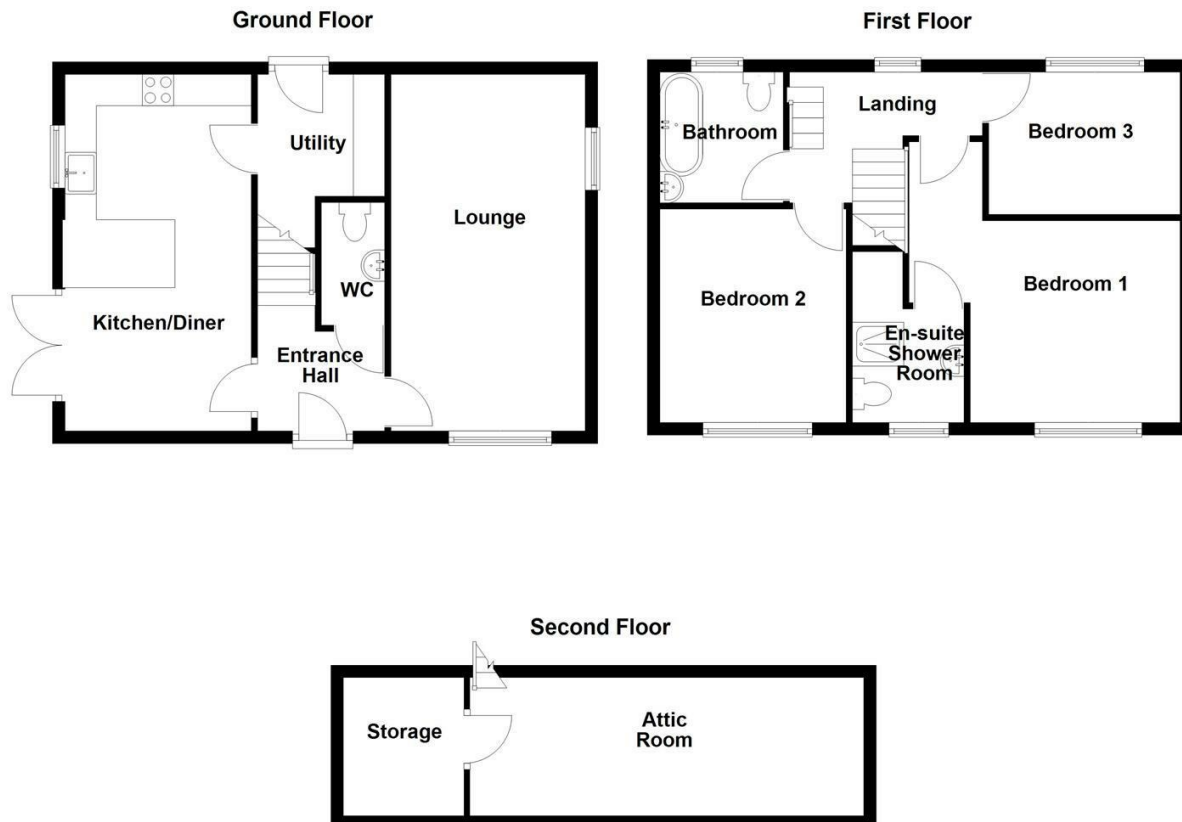 Ground Floor
Utility
Lounge
WC
Kitchen/Diner
Entrance
Hall
First Floor
Landing
Bathroom
Bedroom 3
Bedroom 2
Bedroom 1
En-suite
Shower
Room
Second Floor
Storage
Attic
Room